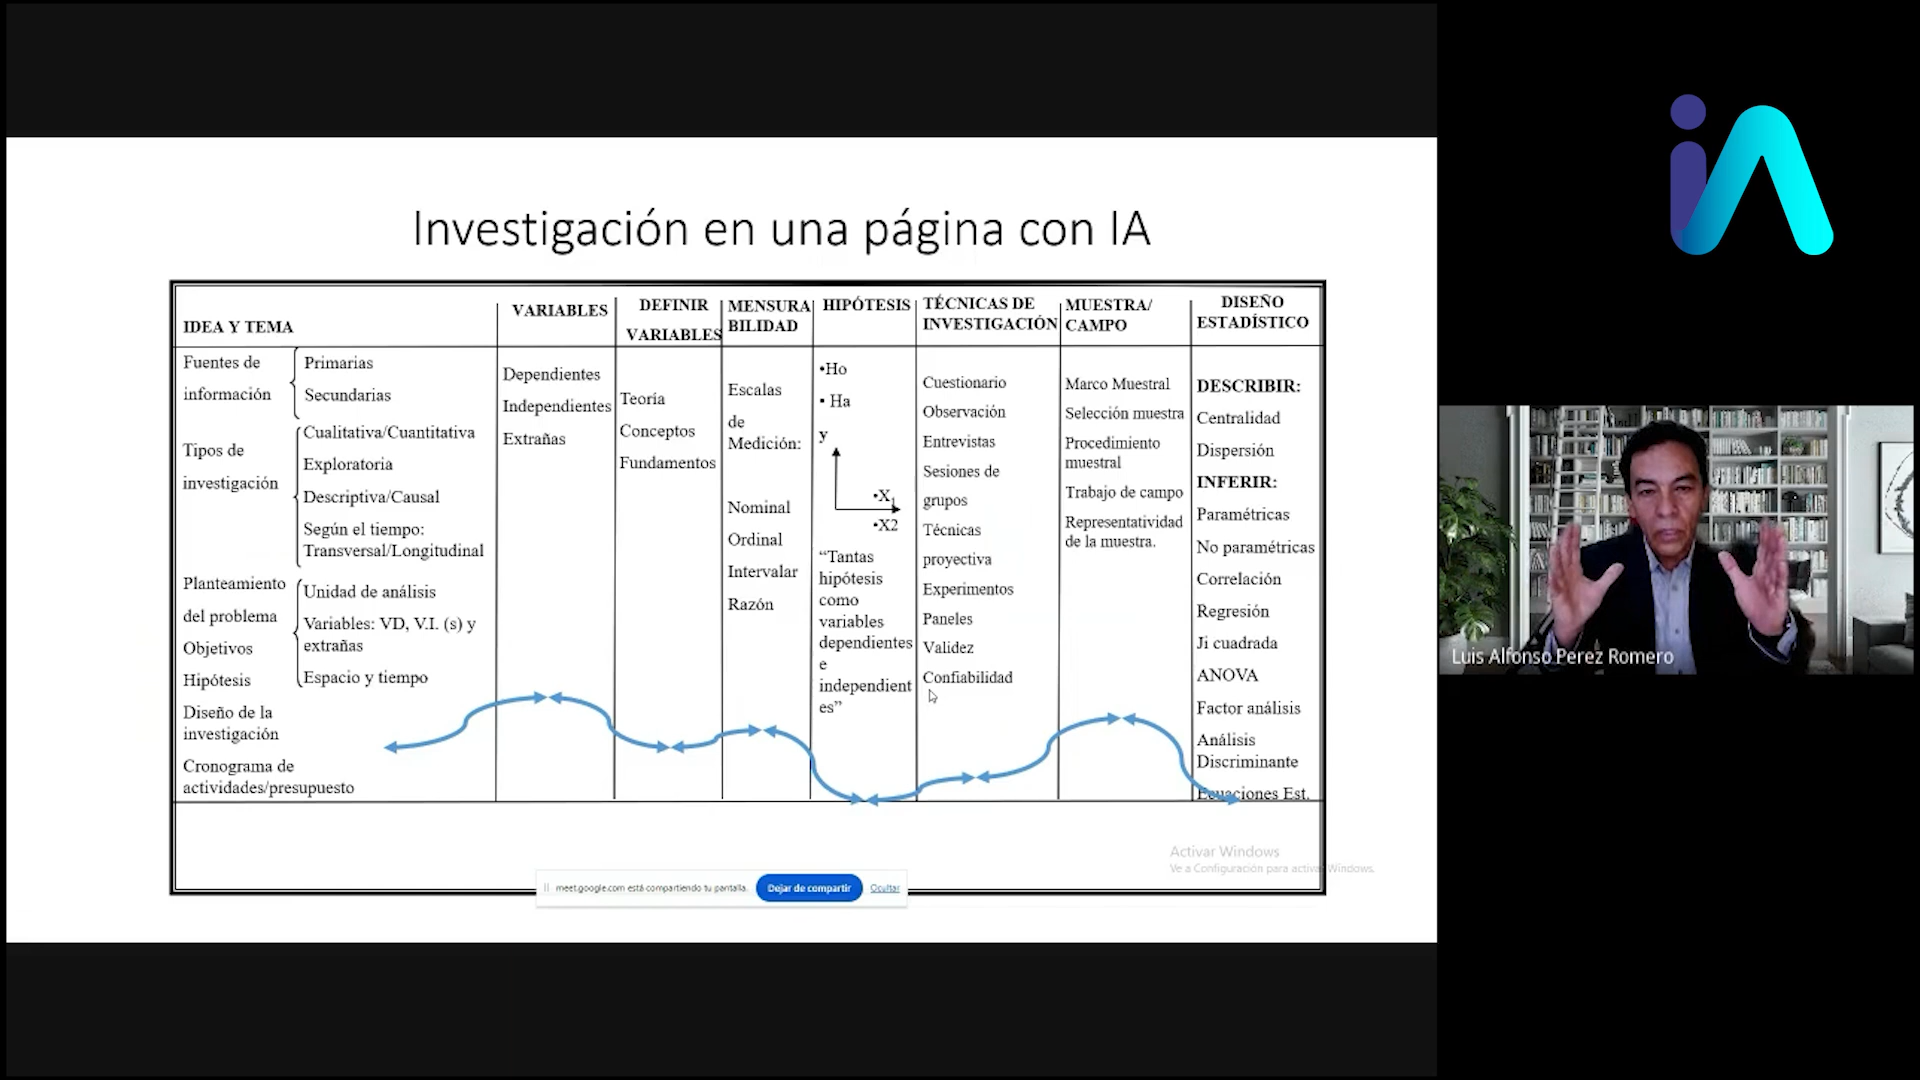 Investigación en una página con IA
IDEA Y TEMA
Fuentes de
información
Primarias
Secundarias
Tipos de
investigación
Cualitativa/Cuantitativa
Exploratoria
Descriptiva/Causal
Según el tiempo:
Transversal/Longitudinal
Planteamiento
del problema
Objetivos
Hipótesis
Diseño de la
investigación
Cronograma de
actividades/presupuesto
Unidad de análisis
Variables: VD, V.I. (s) y
extrañas
Espacio y tiempo
VARIABLES
Dependientes
Independientes
Extrañas
DEFINIR
VARIABLES
Teoría
Conceptos
Fundamentos
MENSURA
BILIDAD
Escalas
de
Medición:
Nominal
Ordinal
Intervalar
Razón
HIPÓTESIS
•Ho
• Ha
y
•X1
•X2
“Tantas
hipótesis
como
variables
dependientes
e
independient
es”
TÉCNICAS DE
INVESTIGACIÓN
Cuestionario
Observación
Entrevistas
Sesiones de
grupos
Técnicas
proyectiva
Experimentos
Paneles
Validez
Confiabilidad
MUESTRA/
CAMPO
Marco Muestral
Selección muestra
Procedimiento
muestral
Trabajo de campo
Representatividad
de la muestra.
DISEÑO
ESTADÍSTICO
DESCRIBIR:
Centralidad
Dispersión
INFERIR:
Paramétricas
No paramétricas
Correlación
Regresión
Ji cuadrada
ANOVA
Factor análisis
Análisis
Discriminante
Ecuaciones Est.
Activar Windows
Ve a Configuración para activar Windows.
meet.google.com está compartiendo tu pantalla.
Dejar de compartir
Ocultar
iA
Luis Alfonso Perez Romero